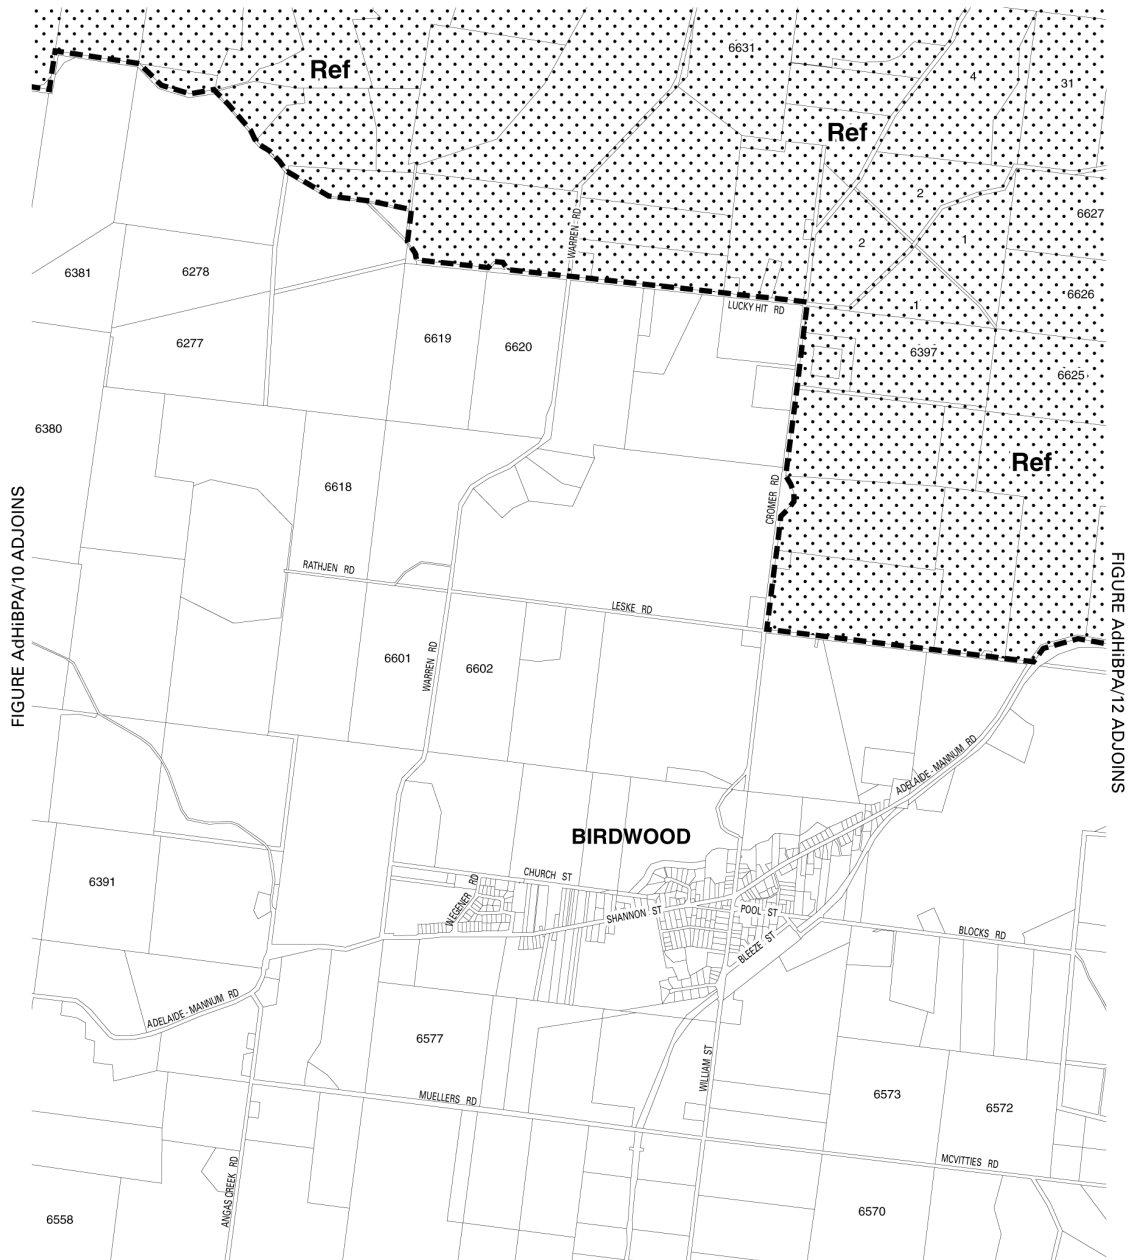 6631
Ref
4
31
Ref
2
6627
WARREN RD
1
2
6381
6278
6626
1
LUCKY HIT RD
6619
6277
6620
6397
6625
6380
Ref
6618
CROMER RD
FIGURE AdHiBPA/10 ADJOINS
RATHJEN RD
LESKE RD
FIGURE AdHiBPA/12 ADJOINS
6601
WARREN RD
6602
ADELAIDE - MANNUM RD
BIRDWOOD
CHURCH ST
6391
WEGENER RD
SHANNON ST
POOL ST
BLOCKS RD
BLEEZE ST
ADELAIDE - MANNUM RD
6577
WILLIAM ST
6573
MUELLERS RD
6572
MCVITTIES RD
ANGAS CREEK RD
6558
6570